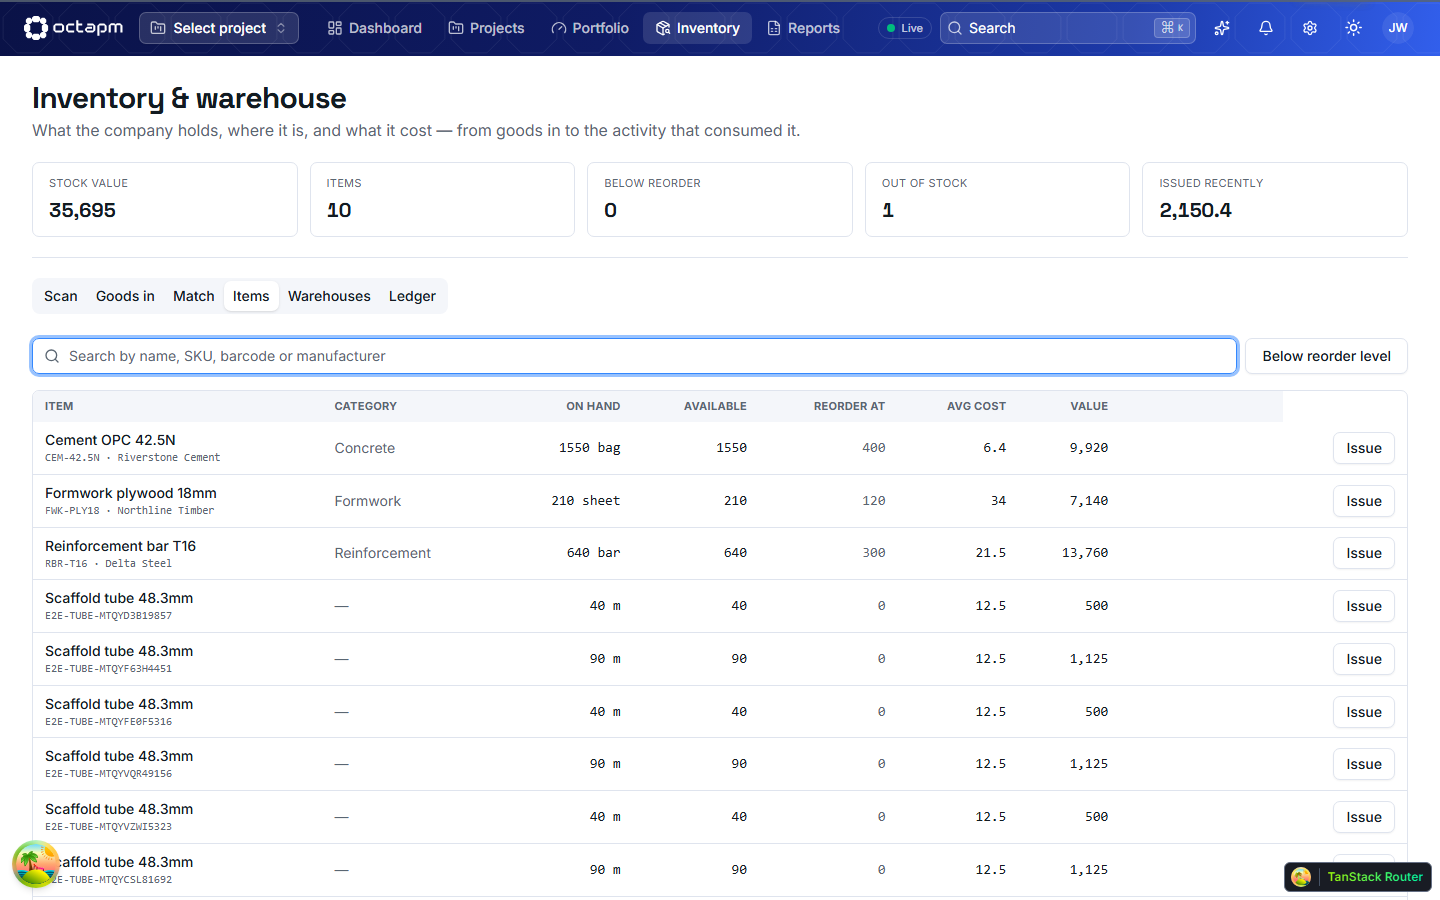 octapm
Select project
Dashboard
Projects
Portfolio
Inventory
Reports
Live
Search
⌘ K
JW
Inventory & warehouse
What the company holds, where it is, and what it cost — from goods in to the activity that consumed it.
STOCK VALUE
35,695
ITEMS
10
BELOW REORDER
0
OUT OF STOCK
1
ISSUED RECENTLY
2,150.4
Scan Goods in Match Items Warehouses Ledger
Search by name, SKU, barcode or manufacturer
Below reorder level
ITEM CATEGORY ON HAND AVAILABLE REORDER AT AVG COST VALUE
Cement OPC 42.5N
CEM-42.5N · Riverstone Cement
Concrete 1550 bag 1550 400 6.4 9,920 Issue
Formwork plywood 18mm
FWK-PLY18 · Northline Timber
Formwork 210 sheet 210 120 34 7,140 Issue
Reinforcement bar T16
RBR-T16 · Delta Steel
Reinforcement 640 bar 640 300 21.5 13,760 Issue
Scaffold tube 48.3mm
E2E-TUBE-MTQYD3B19857
— 40 m 40 0 12.5 500 Issue
Scaffold tube 48.3mm
E2E-TUBE-MTQYF63H4451
— 90 m 90 0 12.5 1,125 Issue
Scaffold tube 48.3mm
E2E-TUBE-MTQYFE0F5316
— 40 m 40 0 12.5 500 Issue
Scaffold tube 48.3mm
E2E-TUBE-MTQYVQR49156
— 90 m 90 0 12.5 1,125 Issue
Scaffold tube 48.3mm
E2E-TUBE-MTQYVZWI5323
— 40 m 40 0 12.5 500 Issue
caffold tube 48.3mm
2E-TUBE-MTQYCSL81692
— 90 m 90 0 12.5 1,125
TanStack Router